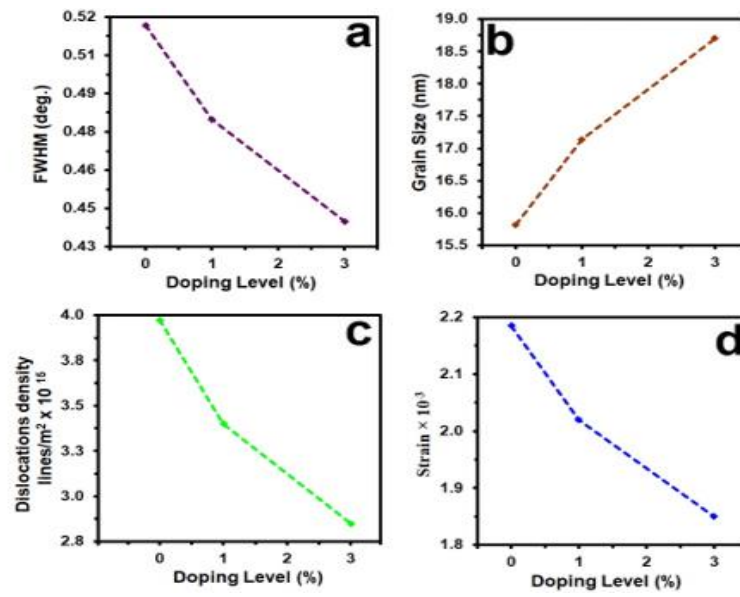 a
FWHM (deg.)
0.52
0.51
0.49
0.48
0.46
0.45
0.43
0 1 2 3
Doping Level (%)
b
Grain Size (nm)
19.0
18.5
18.0
17.5
17.0
16.5
16.0
15.5
0 1 2 3
Doping Level (%)
c
Dislocations density
lines/m² x 10 ¹⁵
4.0
3.8
3.5
3.3
3.0
2.8
0 1 2 3
Doping Level (%)
d
Strain × 10⁻³
2.2
2.1
2.0
1.9
1.8
0 1 2 3
Doping Level (%)